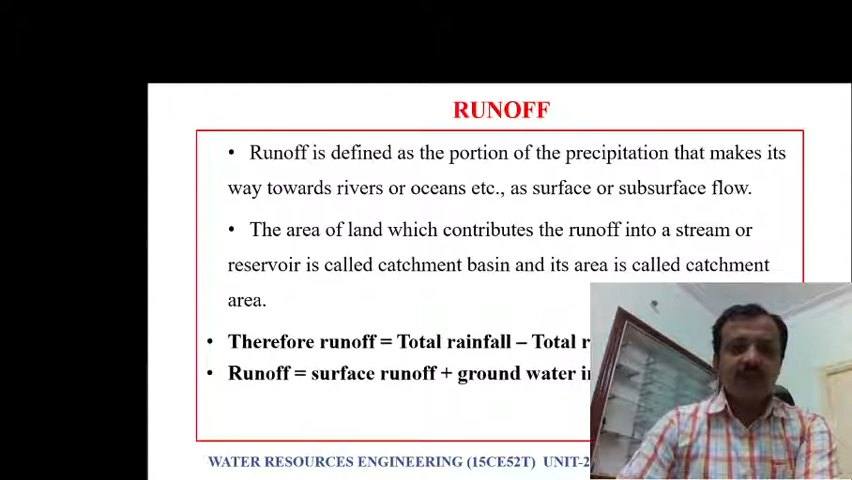 RUNOFF
• Runoff is defined as the portion of the precipitation that makes its
way towards rivers or oceans etc., as surface or subsurface flow.
• The area of land which contributes the runoff into a stream or
reservoir is called catchment basin and its area is called catchment
area.
• Therefore runoff = Total rainfall – Total
• Runoff = surface runoff + ground water
WATER RESOURCES ENGINEERING (15CE52T) UNIT-2